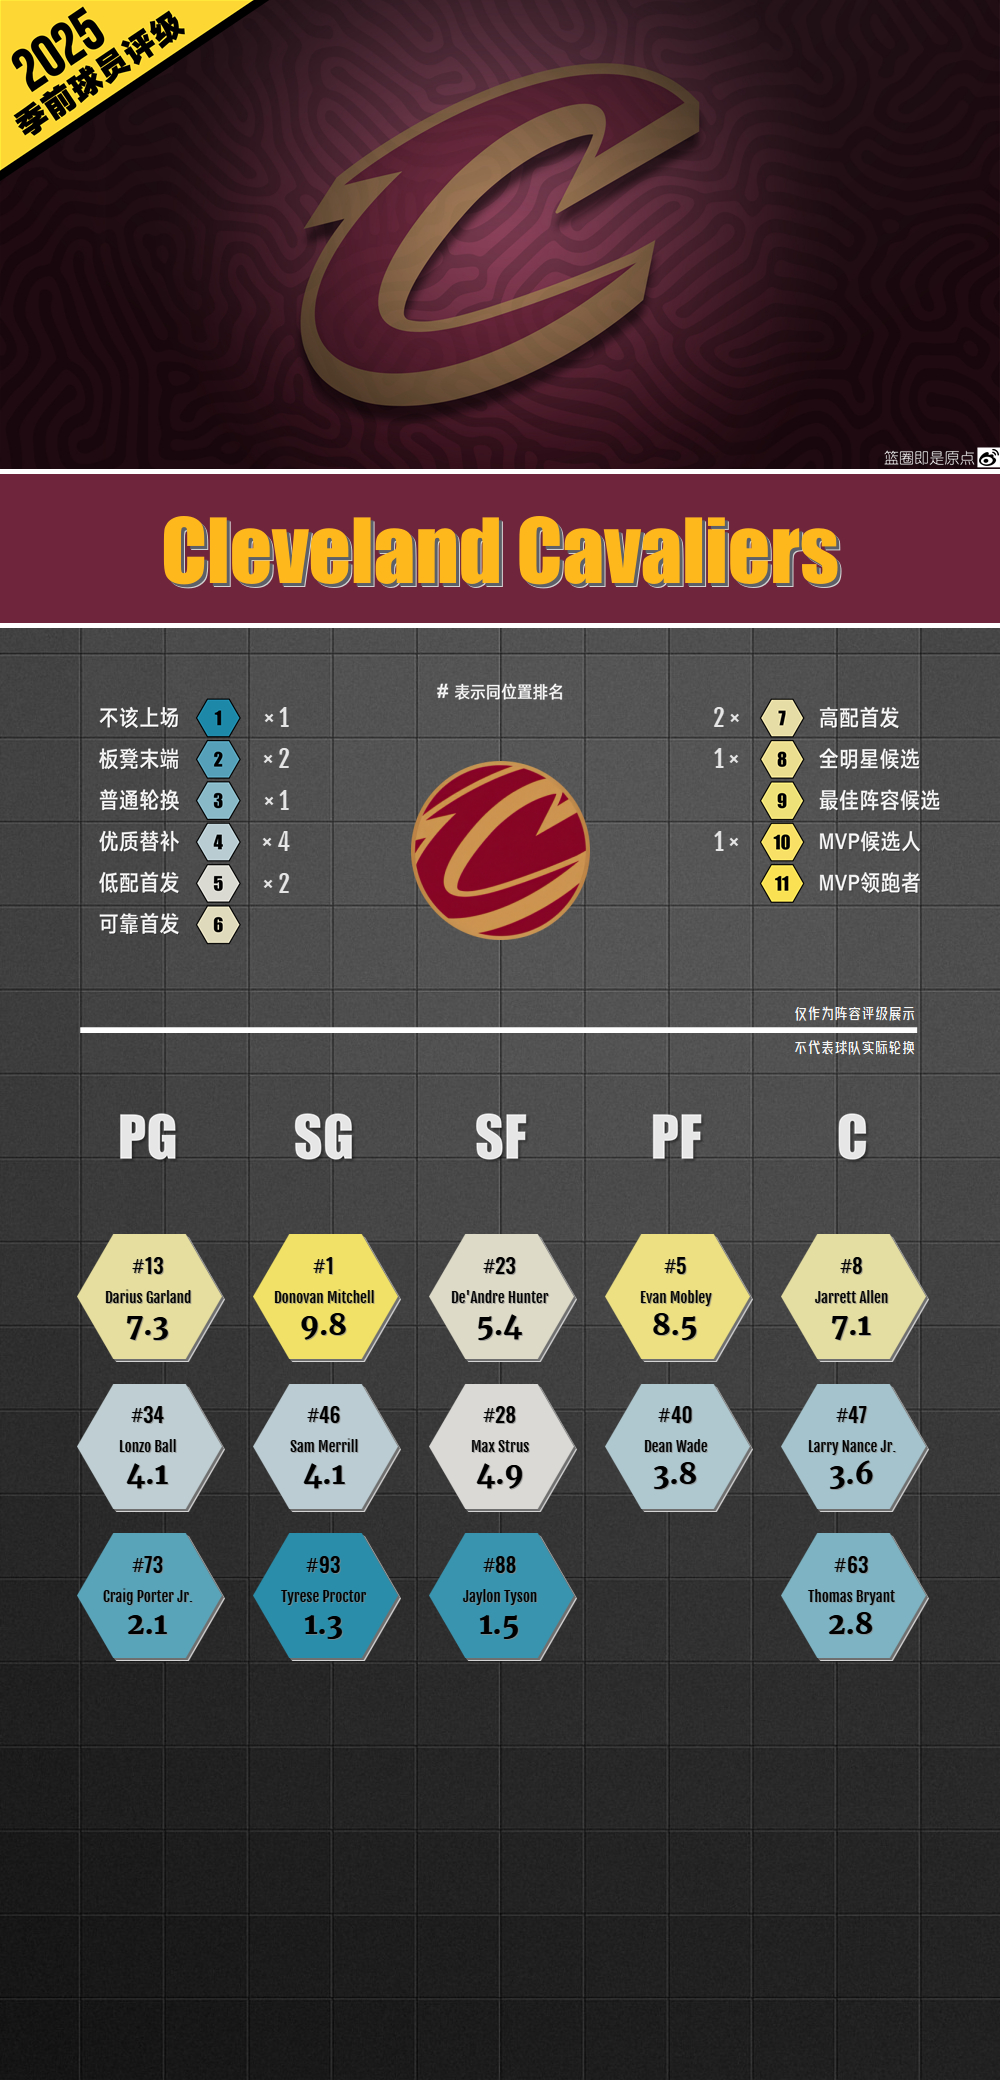 2025
季前球员评级
篮圈即是原点
Cleveland Cavaliers
# 表示同位置排名
不该上场 1 ×1
板凳末端 2 ×2
普通轮换 3 ×1
优质替补 4 ×4
低配首发 5 ×2
可靠首发 6
2× 7 高配首发
1× 8 全明星候选
9 最佳阵容候选
1× 10 MVP候选人
11 MVP领跑者
仅作为阵容评级展示
不代表球队实际轮换
PG SG SF PF C
#13 #1 #23 #5 #8
Darius Garland Donovan Mitchell De'Andre Hunter Evan Mobley Jarrett Allen
7.3 9.8 5.4 8.5 7.1
#34 #46 #28 #40 #47
Lonzo Ball Sam Merrill Max Strus Dean Wade Larry Nance Jr.
4.1 4.1 4.9 3.8 3.6
#73 #93 #88 #63
Craig Porter Jr. Tyrese Proctor Jaylon Tyson Thomas Bryant
2.1 1.3 1.5 2.8